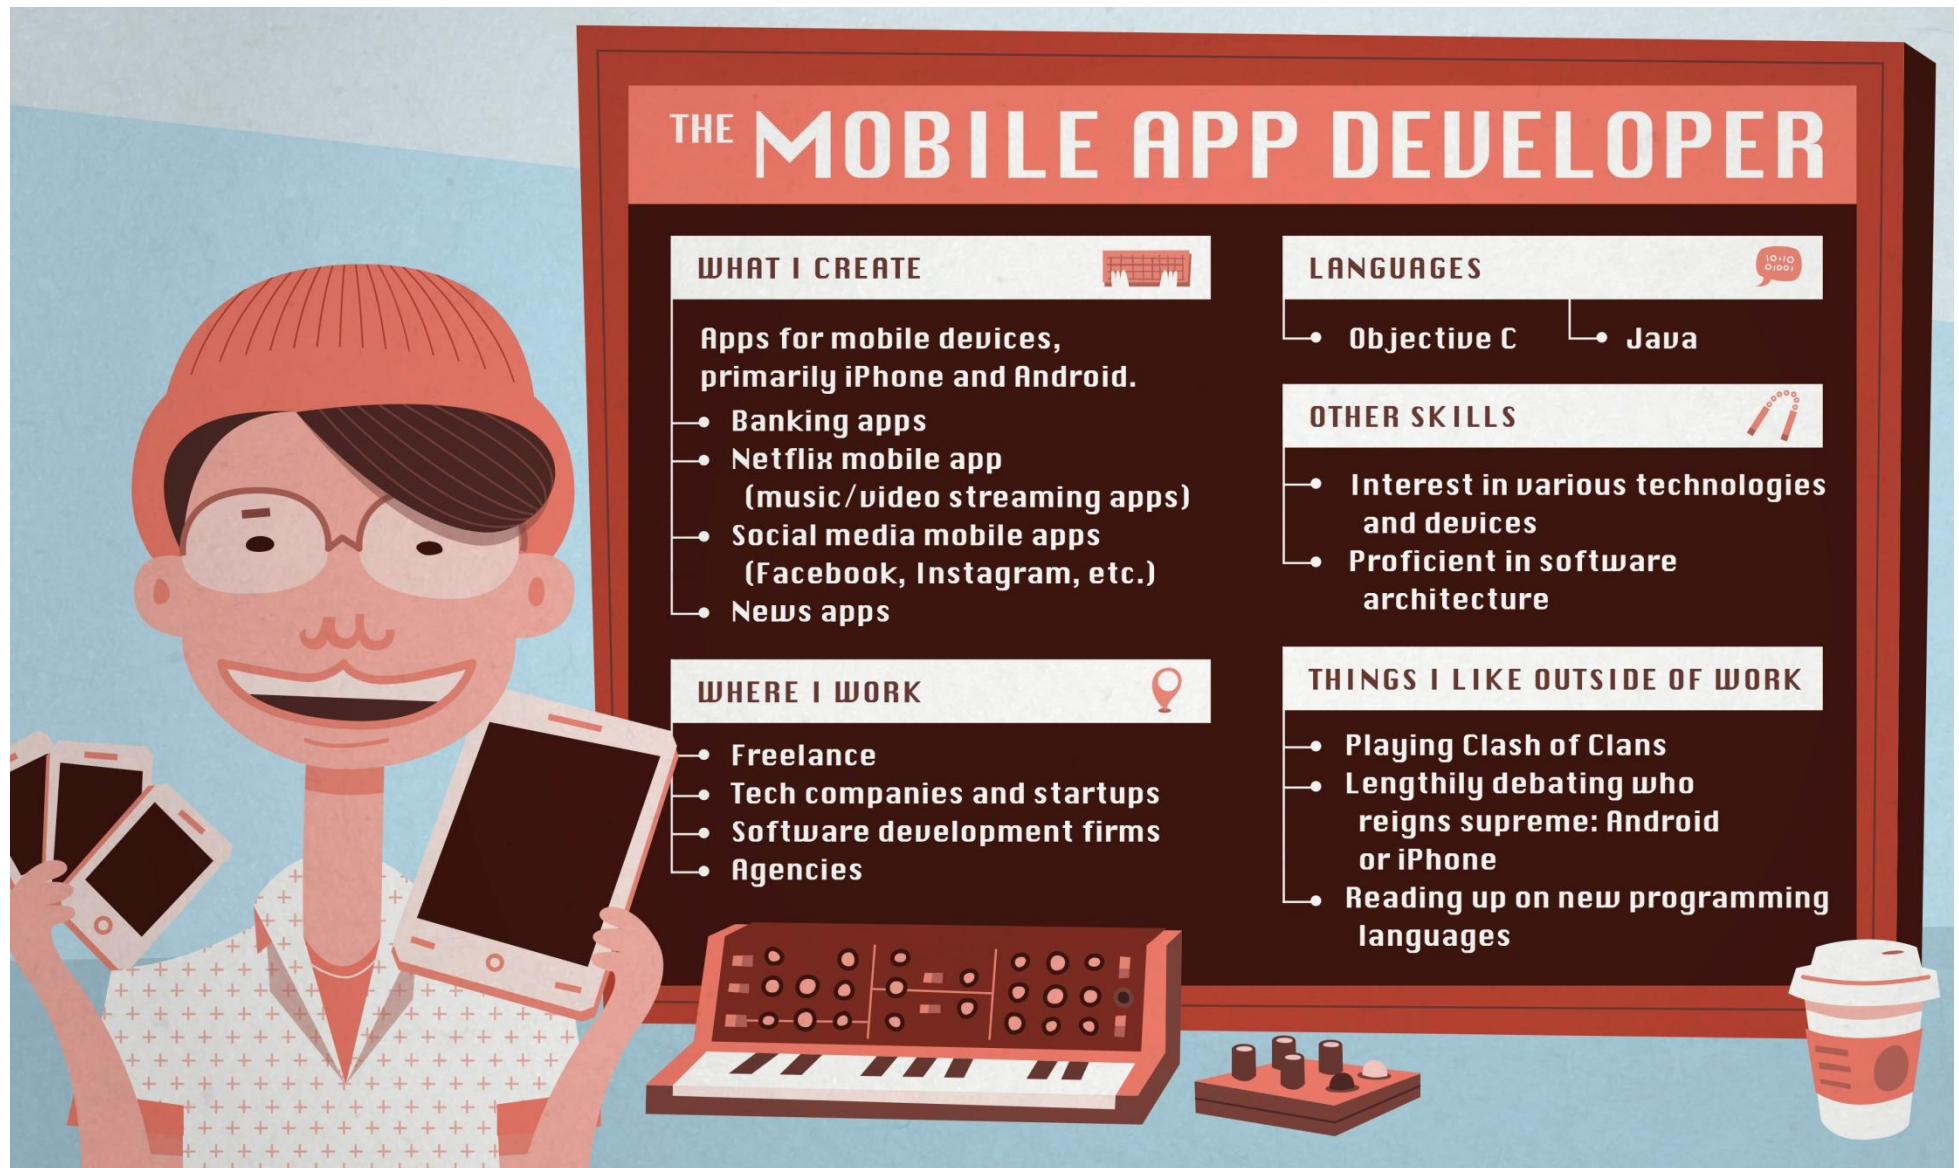 THE MOBILE APP DEVELOPER
WHAT I CREATE
Apps for mobile devices,
primarily iPhone and Android.
Banking apps
Netflix mobile app
(music/video streaming apps)
Social media mobile apps
(Facebook, Instagram, etc.)
News apps
WHERE I WORK
Freelance
Tech companies and startups
Software development firms
Agencies
LANGUAGES
10110
01001
Objective C
Java
OTHER SKILLS
Interest in various technologies
and devices
Proficient in software
architecture
THINGS I LIKE OUTSIDE OF WORK
Playing Clash of Clans
Lengthily debating who
reigns supreme: Android
or iPhone
Reading up on new programming
languages